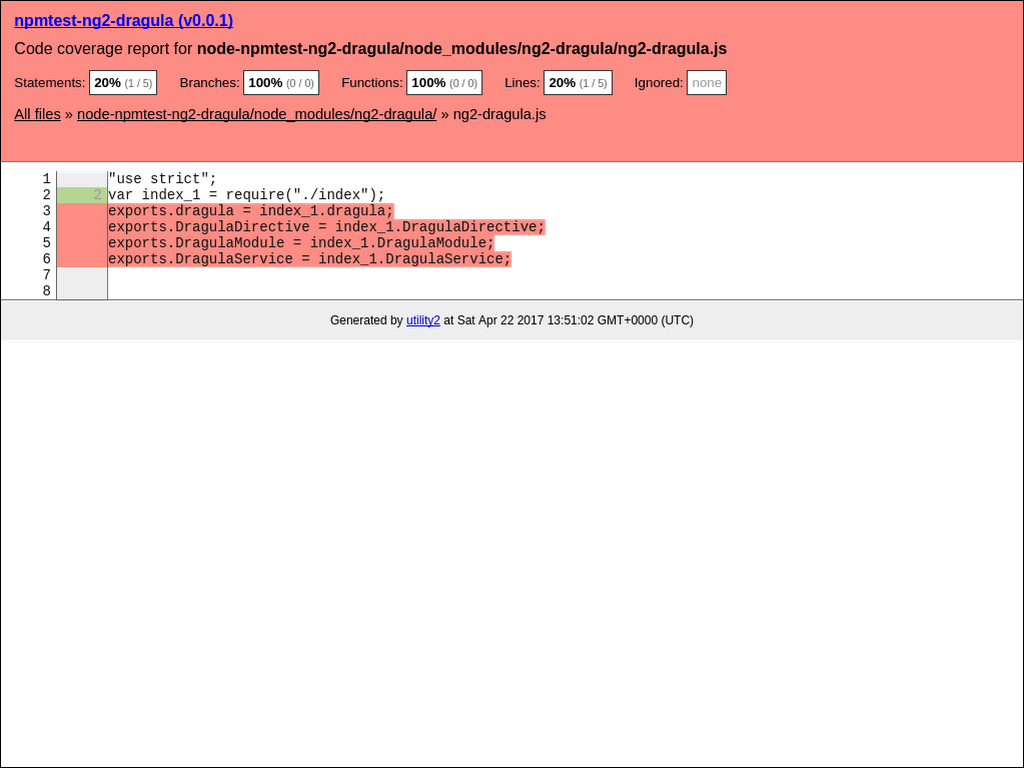 npmtest-ng2-dragula (v0.0.1)
Code coverage report for node-npmtest-ng2-dragula/node_modules/ng2-dragula/ng2-dragula.js
Statements: 20% (1 / 5) Branches: 100% (0 / 0) Functions: 100% (0 / 0) Lines: 20% (1 / 5) Ignored: none
All files » node-npmtest-ng2-dragula/node_modules/ng2-dragula/ » ng2-dragula.js
1 "use strict";
2 2 var index_1 = require("./index");
3 exports.dragula = index_1.dragula;
4 exports.DragulaDirective = index_1.DragulaDirective;
5 exports.DragulaModule = index_1.DragulaModule;
6 exports.DragulaService = index_1.DragulaService;
7
8
Generated by utility2 at Sat Apr 22 2017 13:51:02 GMT+0000 (UTC)